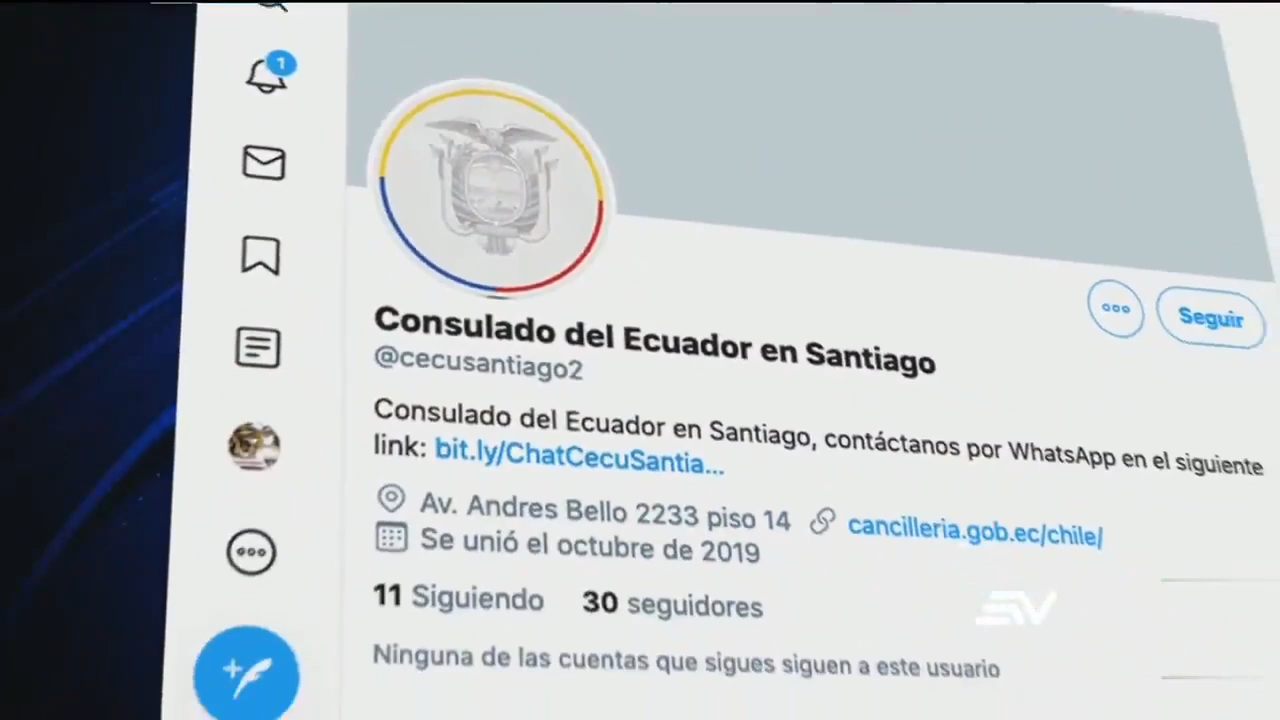 1
Consulado del Ecuador en Santiago
@cecusantiago2
Seguir
Consulado del Ecuador en Santiago, contáctanos por WhatsApp en el siguiente
link: bit.ly/ChatCecuSantia...
Av. Andres Bello 2233 piso 14 cancilleria.gob.ec/chile/
Se unió el octubre de 2019
11 Siguiendo 30 seguidores
Ninguna de las cuentas que sigues siguen a este usuario